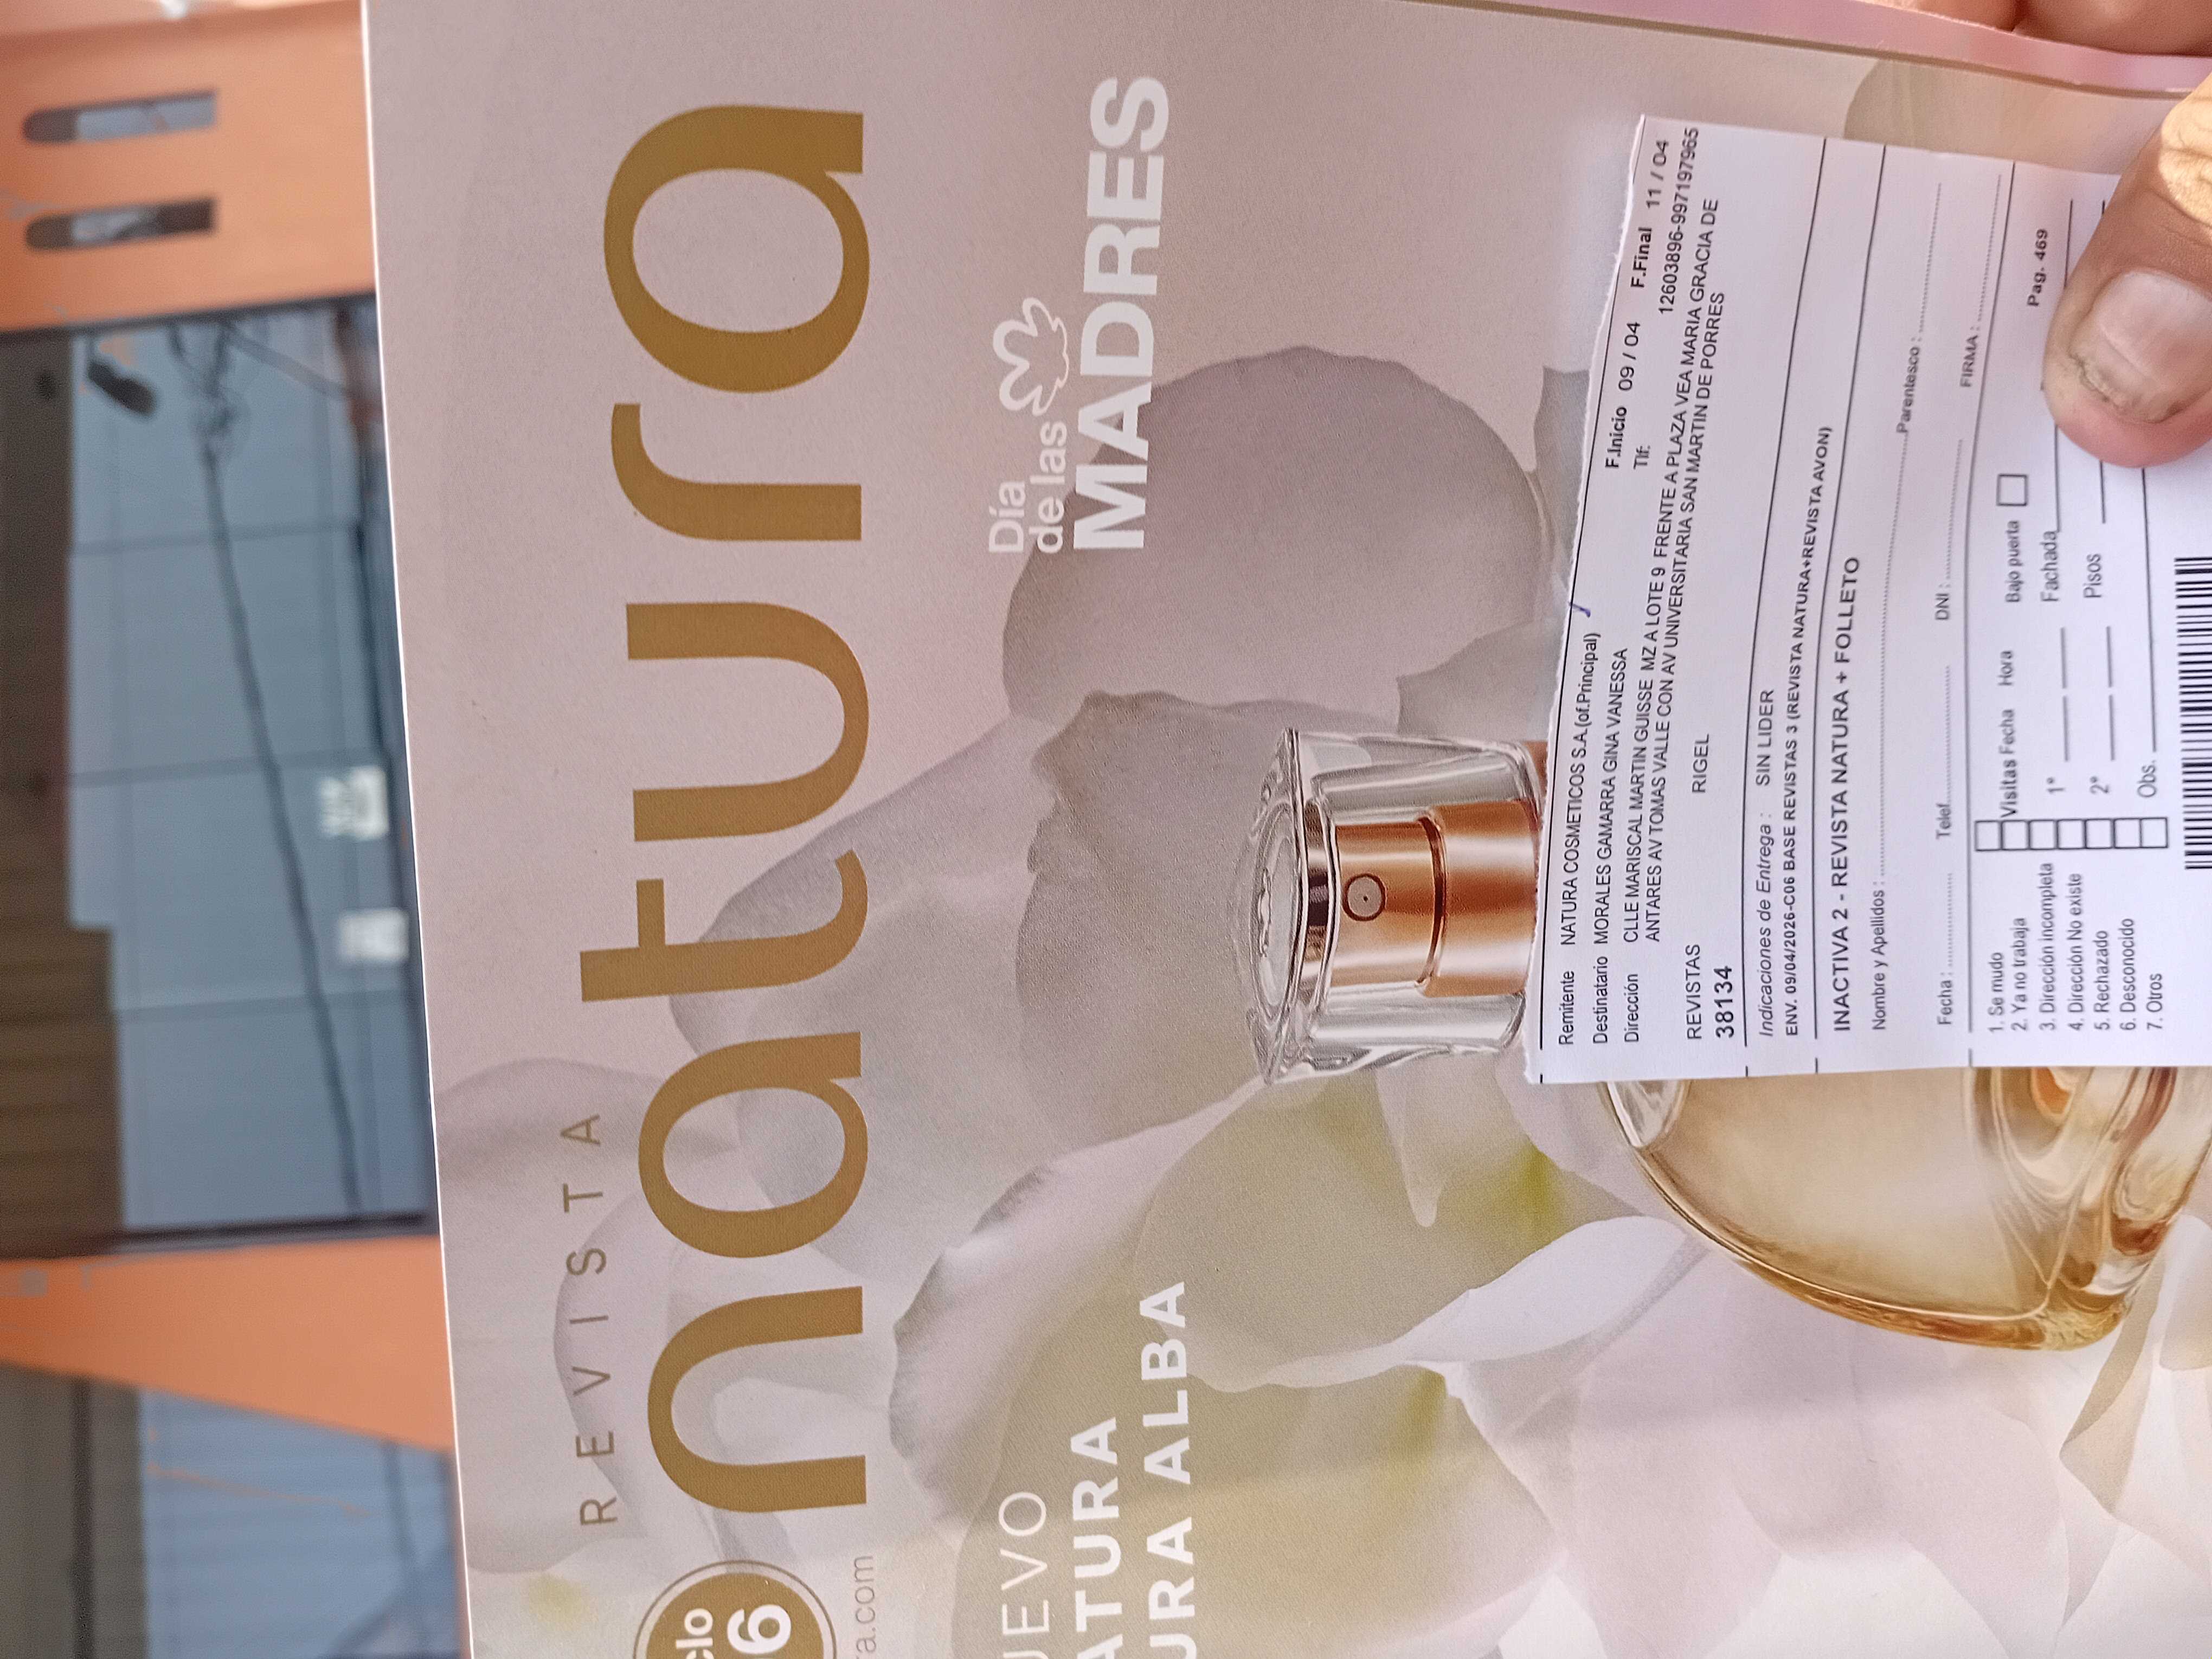 REVISTA
natura
clo
6
ra.com
Día
de las
MADRES
UEVO
ATURA
URA ALBA
Remitente NATURA COSMETICOS S.A.(of.Principal) F.Inicio 09 / 04 F.Final 11 / 04
Destinatario MORALES GAMARRA GINA VANESSA Tlf: 12603896-997197965
Dirección CLLE MARISCAL MARTIN GUISSE MZ A LOTE 9 FRENTE A PLAZA VEA MARIA GRACIA DE
ANTARES AV TOMAS VALLE CON AV UNIVERSITARIA SAN MARTIN DE PORRES
REVISTAS RIGEL
38134
Indicaciones de Entrega : SIN LIDER
ENV. 09/04/2026-C06 BASE REVISTAS 3 (REVISTA NATURA+REVISTA AVON)
INACTIVA 2 - REVISTA NATURA + FOLLETO
Nombre y Apellidos : Parentesco :
Fecha : Telef. DNI : FIRMA :
1. Se mudo Visitas Fecha Hora Bajo puerta Pag. 469
2. Ya no trabaja
3. Dirección incompleta 1° Fachada
4. Dirección No existe
5. Rechazado 2° Pisos
6. Desconocido
7. Otros Obs.